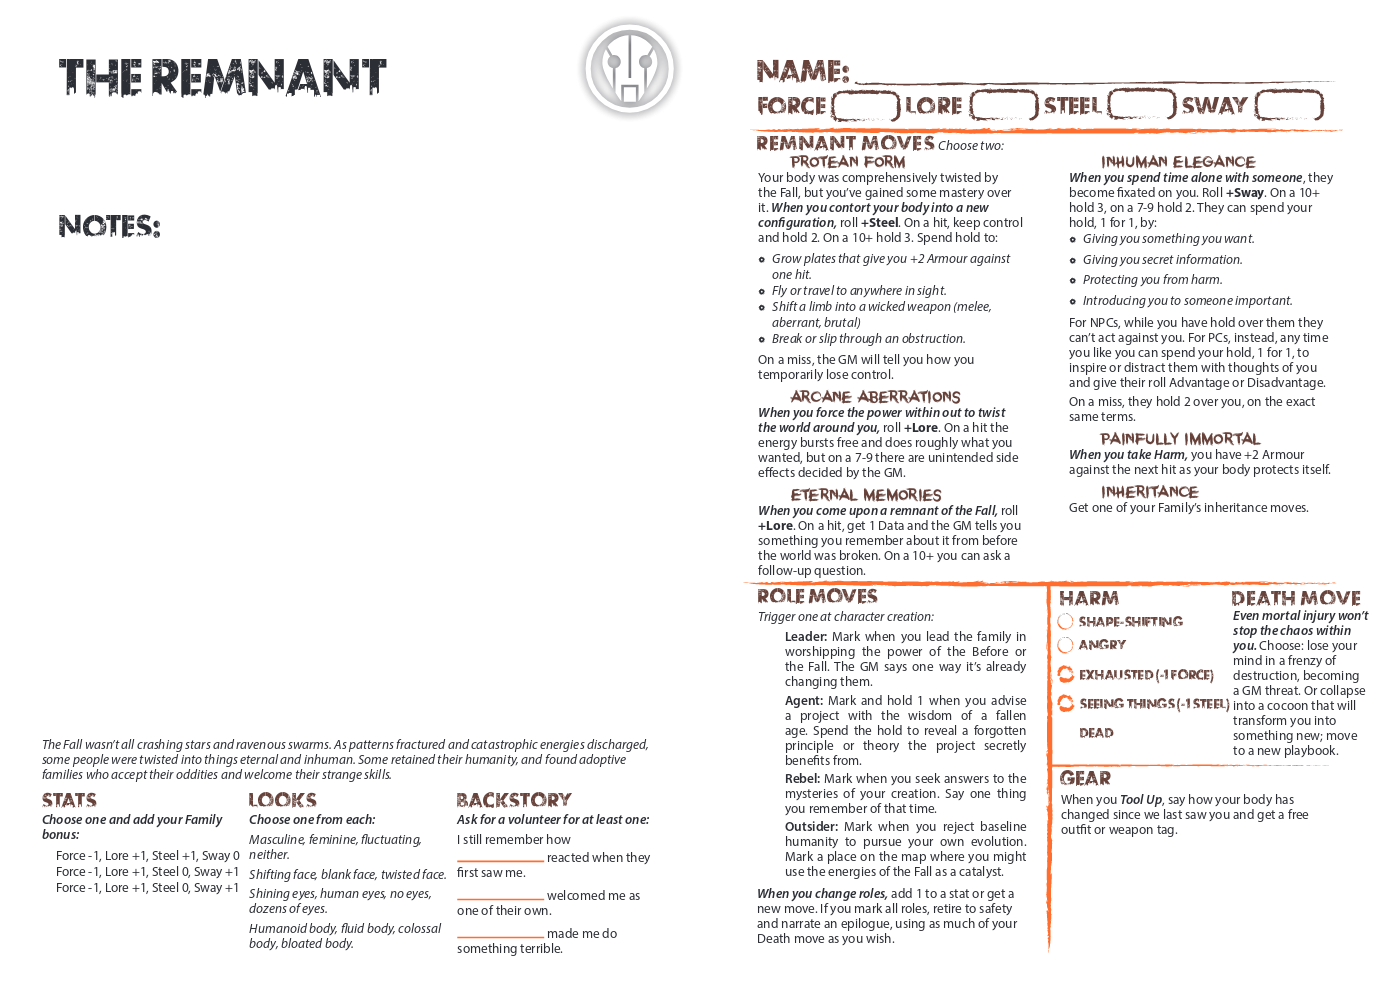 THE REMNANT
NOTES:
The Fall wasn't all crashing stars and ravenous swarms. As patterns fractured and catastrophic energies discharged,
some people were twisted into things eternal and inhuman. Some retained their humanity, and found adoptive
families who accept their oddities and welcome their strange skills.
STATS
Choose one and add your Family
bonus:
Force -1, Lore +1, Steel +1, Sway 0
Force -1, Lore +1, Steel 0, Sway +1
Force -1, Lore +1, Steel 0, Sway +1
LOOKS
Choose one from each:
Masculine, feminine, fluctuating,
neither.
Shifting face, blank face, twisted face.
Shining eyes, human eyes, no eyes,
dozens of eyes.
Humanoid body, fluid body, colossal
body, bloated body.
BACKSTORY
Ask for a volunteer for at least one:
I still remember how
____________ reacted when they
first saw me.
____________ welcomed me as
one of their own.
____________ made me do
something terrible.
NAME:
FORCE LORE STEEL SWAY
REMNANT MOVES Choose two:
PROTEAN FORM
Your body was comprehensively twisted by
the Fall, but you've gained some mastery over
it. When you contort your body into a new
configuration, roll +Steel. On a hit, keep control
and hold 2. On a 10+ hold 3. Spend hold to:
Grow plates that give you +2 Armour against
one hit.
Fly or travel to anywhere in sight.
Shift a limb into a wicked weapon (melee,
aberrant, brutal)
Break or slip through an obstruction.
On a miss, the GM will tell you how you
temporarily lose control.
ARCANE ABERRATIONS
When you force the power within out to twist
the world around you, roll +Lore. On a hit the
energy bursts free and does roughly what you
wanted, but on a 7-9 there are unintended side
effects decided by the GM.
ETERNAL MEMORIES
When you come upon a remnant of the Fall, roll
+Lore. On a hit, get 1 Data and the GM tells you
something you remember about it from before
the world was broken. On a 10+ you can ask a
follow-up question.
INHUMAN ELEGANCE
When you spend time alone with someone, they
become fixated on you. Roll +Sway. On a 10+
hold 3, on a 7-9 hold 2. They can spend your
hold, 1 for 1, by:
Giving you something you want.
Giving you secret information.
Protecting you from harm.
Introducing you to someone important.
For NPCs, while you have hold over them they
can't act against you. For PCs, instead, any time
you like you can spend your hold, 1 for 1, to
inspire or distract them with thoughts of you
and give their roll Advantage or Disadvantage.
On a miss, they hold 2 over you, on the exact
same terms.
PAINFULLY IMMORTAL
When you take Harm, you have +2 Armour
against the next hit as your body protects itself.
INHERITANCE
Get one of your Family's inheritance moves.
ROLE MOVES
Trigger one at character creation:
Leader: Mark when you lead the family in
worshipping the power of the Before or
the Fall. The GM says one way it's already
changing them.
Agent: Mark and hold 1 when you advise
a project with the wisdom of a fallen
age. Spend the hold to reveal a forgotten
principle or theory the project secretly
benefits from.
Rebel: Mark when you seek answers to the
mysteries of your creation. Say one thing
you remember of that time.
Outsider: Mark when you reject baseline
humanity to pursue your own evolution.
Mark a place on the map where you might
use the energies of the Fall as a catalyst.
When you change roles, add 1 to a stat or get a
new move. If you mark all roles, retire to safety
and narrate an epilogue, using as much of your
Death move as you wish.
HARM
SHAPE-SHIFTING
ANGRY
EXHAUSTED (-1 FORCE)
SEEING THINGS (-1 STEEL)
DEAD
DEATH MOVE
Even mortal injury won't
stop the chaos within
you. Choose: lose your
mind in a frenzy of
destruction, becoming
a GM threat. Or collapse
into a cocoon that will
transform you into
something new; move
to a new playbook.
GEAR
When you Tool Up, say how your body has
changed since we last saw you and get a free
outfit or weapon tag.